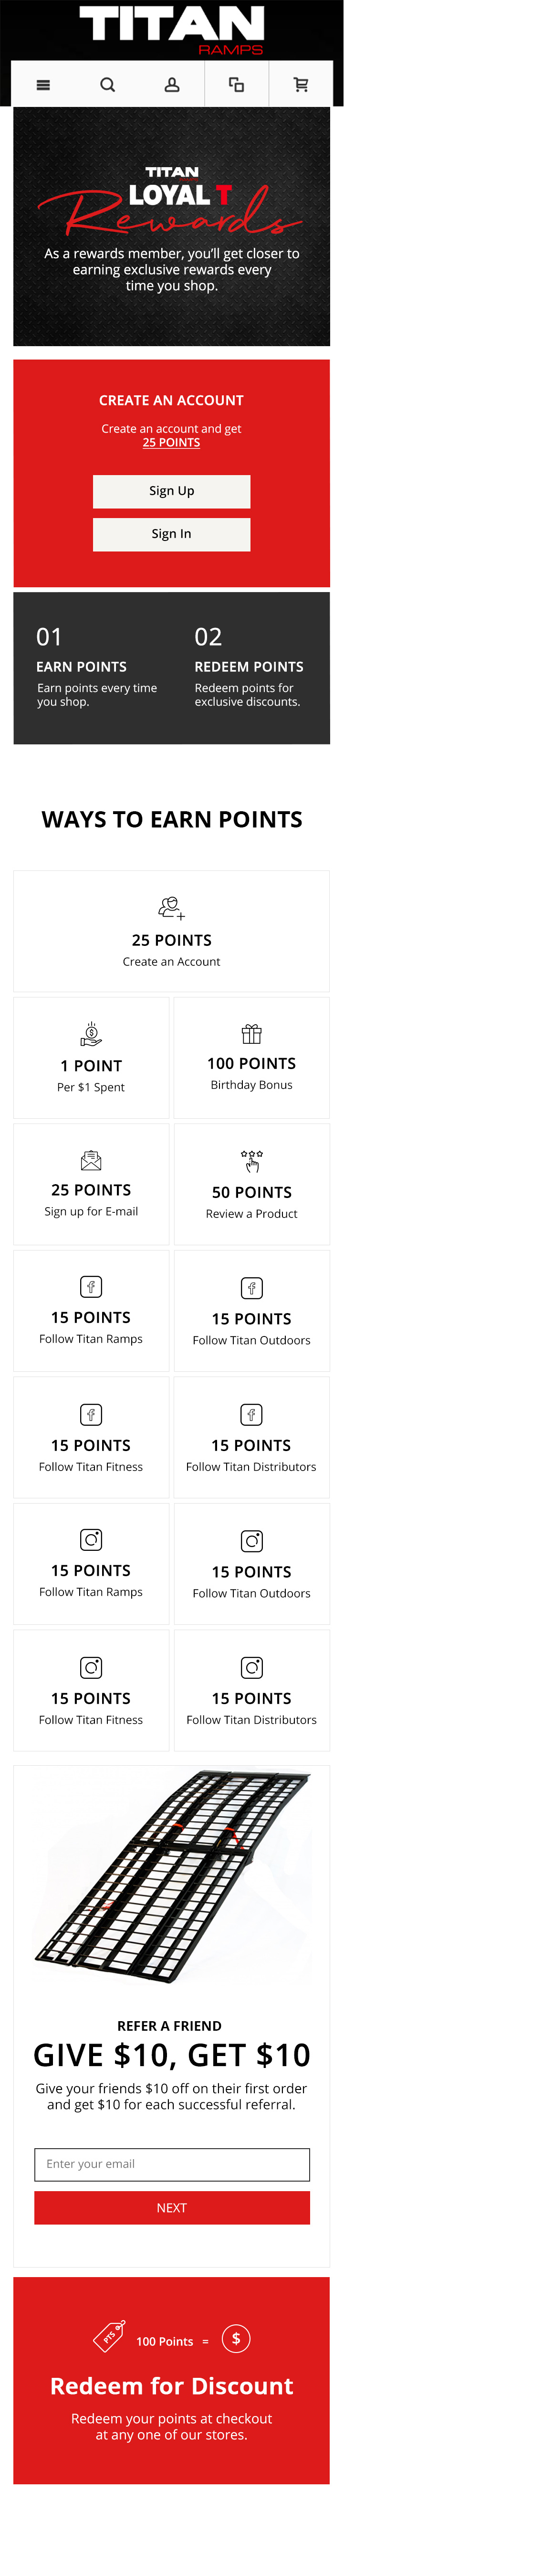 TITAN
RAMPS
TITAN
LOYAL T
Rewards
As a rewards member, you'll get closer to
earning exclusive rewards every
time you shop.
CREATE AN ACCOUNT
Create an account and get
25 POINTS
Sign Up
Sign In
01
EARN POINTS
Earn points every time
you shop.
02
REDEEM POINTS
Redeem points for
exclusive discounts.
WAYS TO EARN POINTS
25 POINTS
Create an Account
1 POINT
Per $1 Spent
100 POINTS
Birthday Bonus
25 POINTS
Sign up for E-mail
50 POINTS
Review a Product
15 POINTS
Follow Titan Ramps
15 POINTS
Follow Titan Outdoors
15 POINTS
Follow Titan Fitness
15 POINTS
Follow Titan Distributors
15 POINTS
Follow Titan Ramps
15 POINTS
Follow Titan Outdoors
15 POINTS
Follow Titan Fitness
15 POINTS
Follow Titan Distributors
REFER A FRIEND
GIVE $10, GET $10
Give your friends $10 off on their first order
and get $10 for each successful referral.
Enter your email
NEXT
PTS 100 Points = $
Redeem for Discount
Redeem your points at checkout
at any one of our stores.